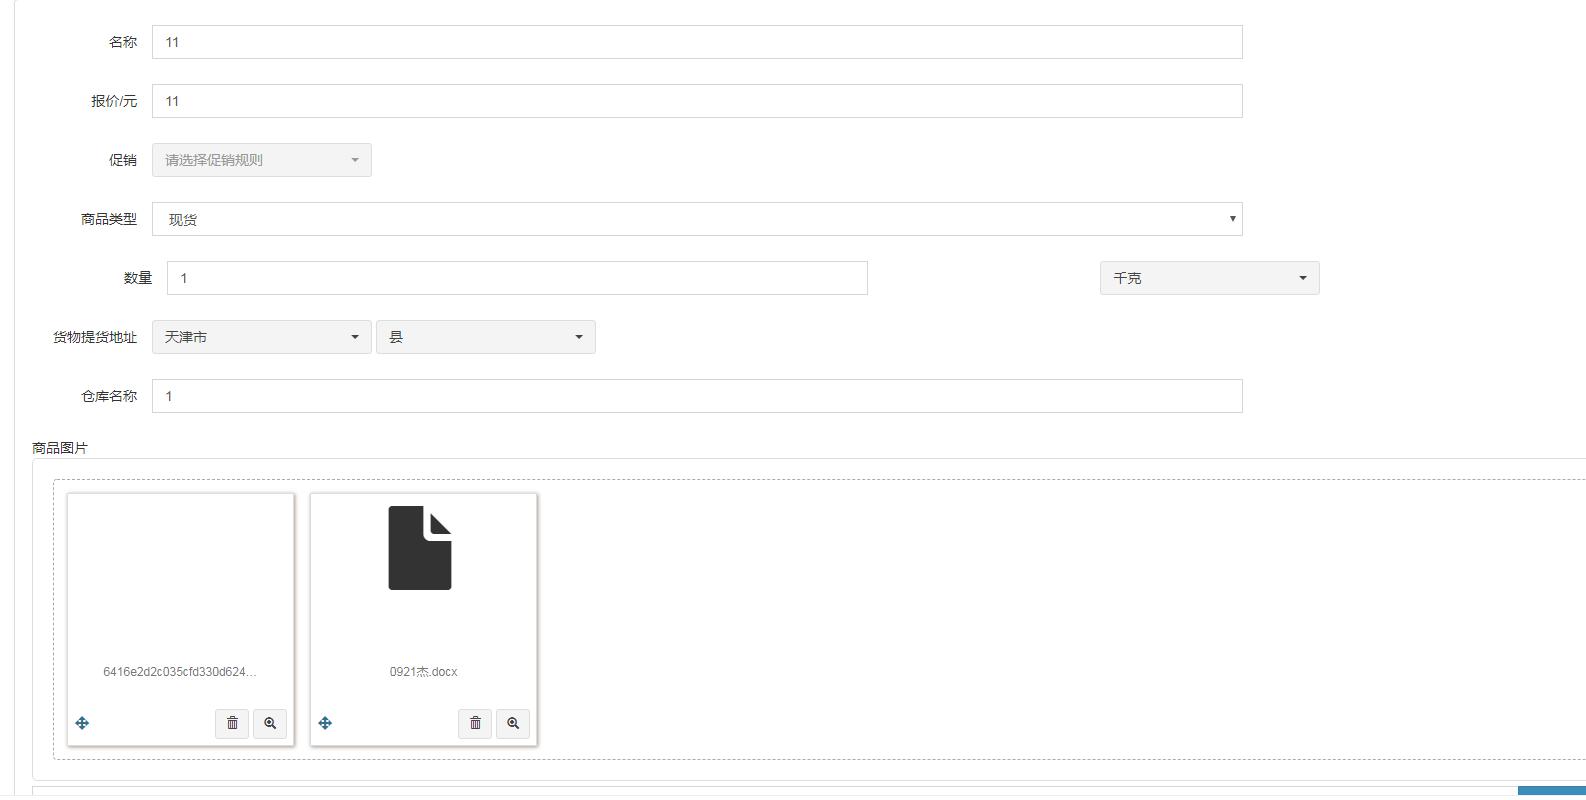 名称 11
报价/元 11
促销 请选择促销规则
商品类型 现货
数量 1 千克
货物提货地址 天津市 县
仓库名称 1
商品图片
6416e2d2c035cfd330d624... 0921杰.docx